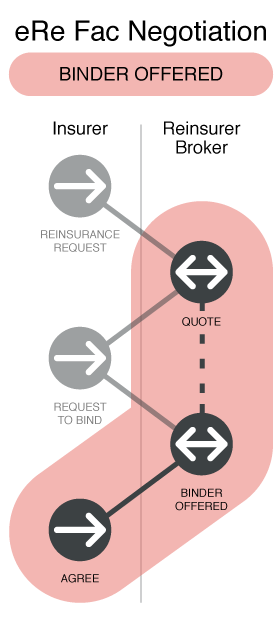 eRe Fac Negotiation
BINDER OFFERED
Insurer
Reinsurer
Broker
REINSURANCE
REQUEST
QUOTE
REQUEST
TO BIND
BINDER
OFFERED
AGREE